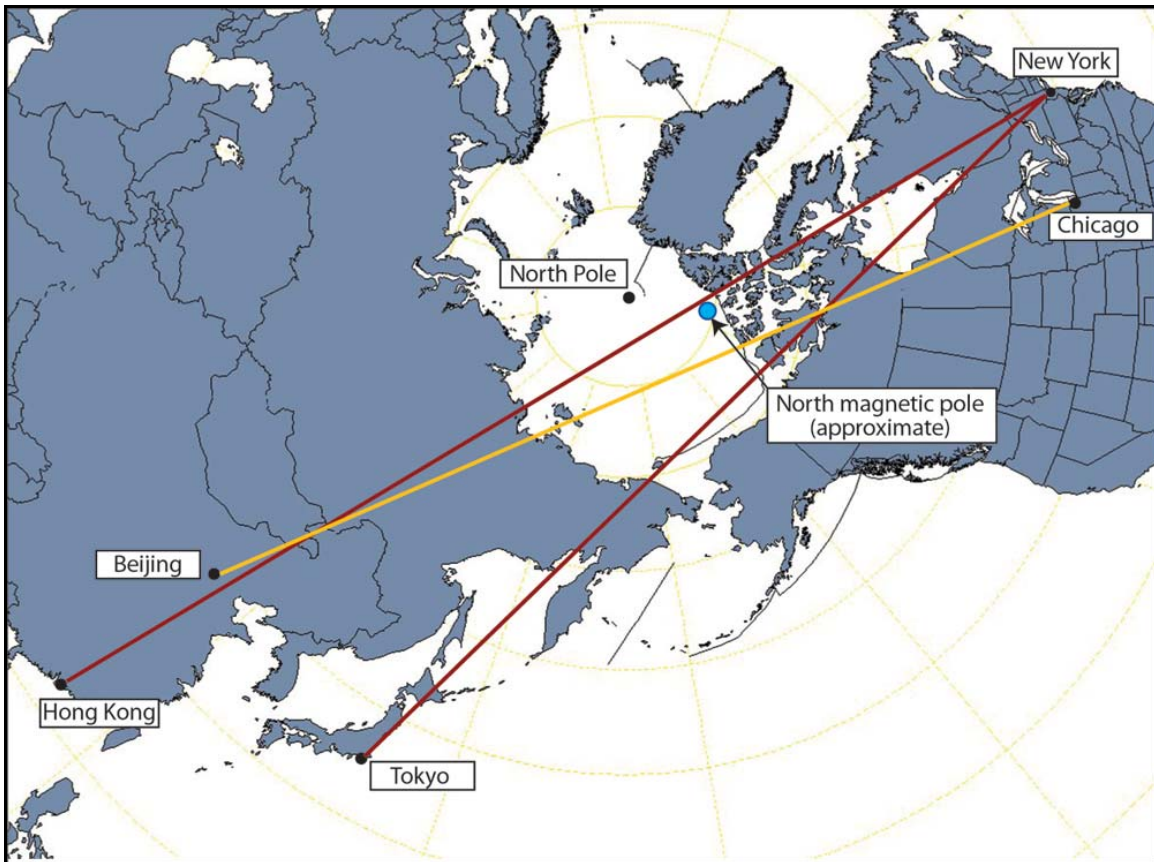 New York
Chicago
North Pole
North magnetic pole
(approximate)
Beijing
Hong Kong
Tokyo